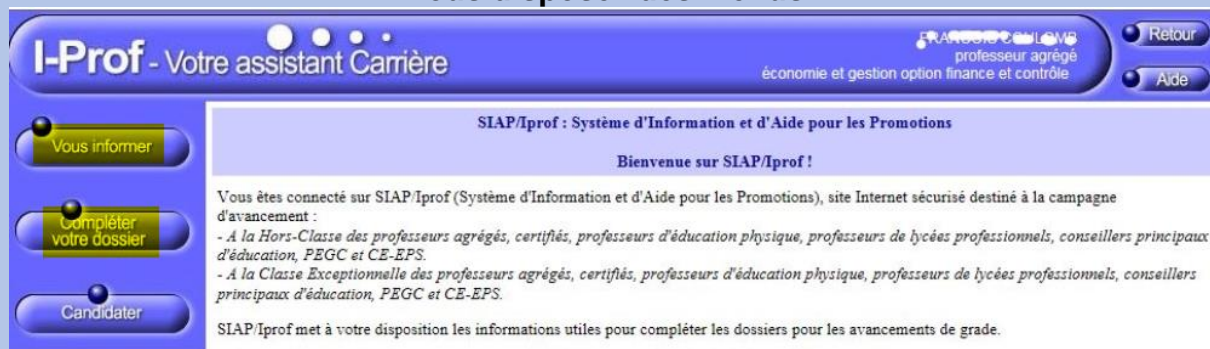 I-Prof - Votre assistant Carrière
professeur agrégé
économie et gestion option finance et contrôle
Retour
Aide
Vous informer
Compléter
votre dossier
Candidater
SIAP/Iprof : Système d'Information et d'Aide pour les Promotions
Bienvenue sur SIAP/Iprof !
Vous êtes connecté sur SIAP/Iprof (Système d'Information et d'Aide pour les Promotions), site Internet sécurisé destiné à la campagne
d'avancement :
- A la Hors-Classe des professeurs agrégés, certifiés, professeurs d'éducation physique, professeurs de lycées professionnels, conseillers principaux
d'éducation, PEGC et CE-EPS.
- A la Classe Exceptionnelle des professeurs agrégés, certifiés, professeurs d'éducation physique, professeurs de lycées professionnels, conseillers
principaux d'éducation, PEGC et CE-EPS.
SIAP/Iprof met à votre disposition les informations utiles pour compléter les dossiers pour les avancements de grade.